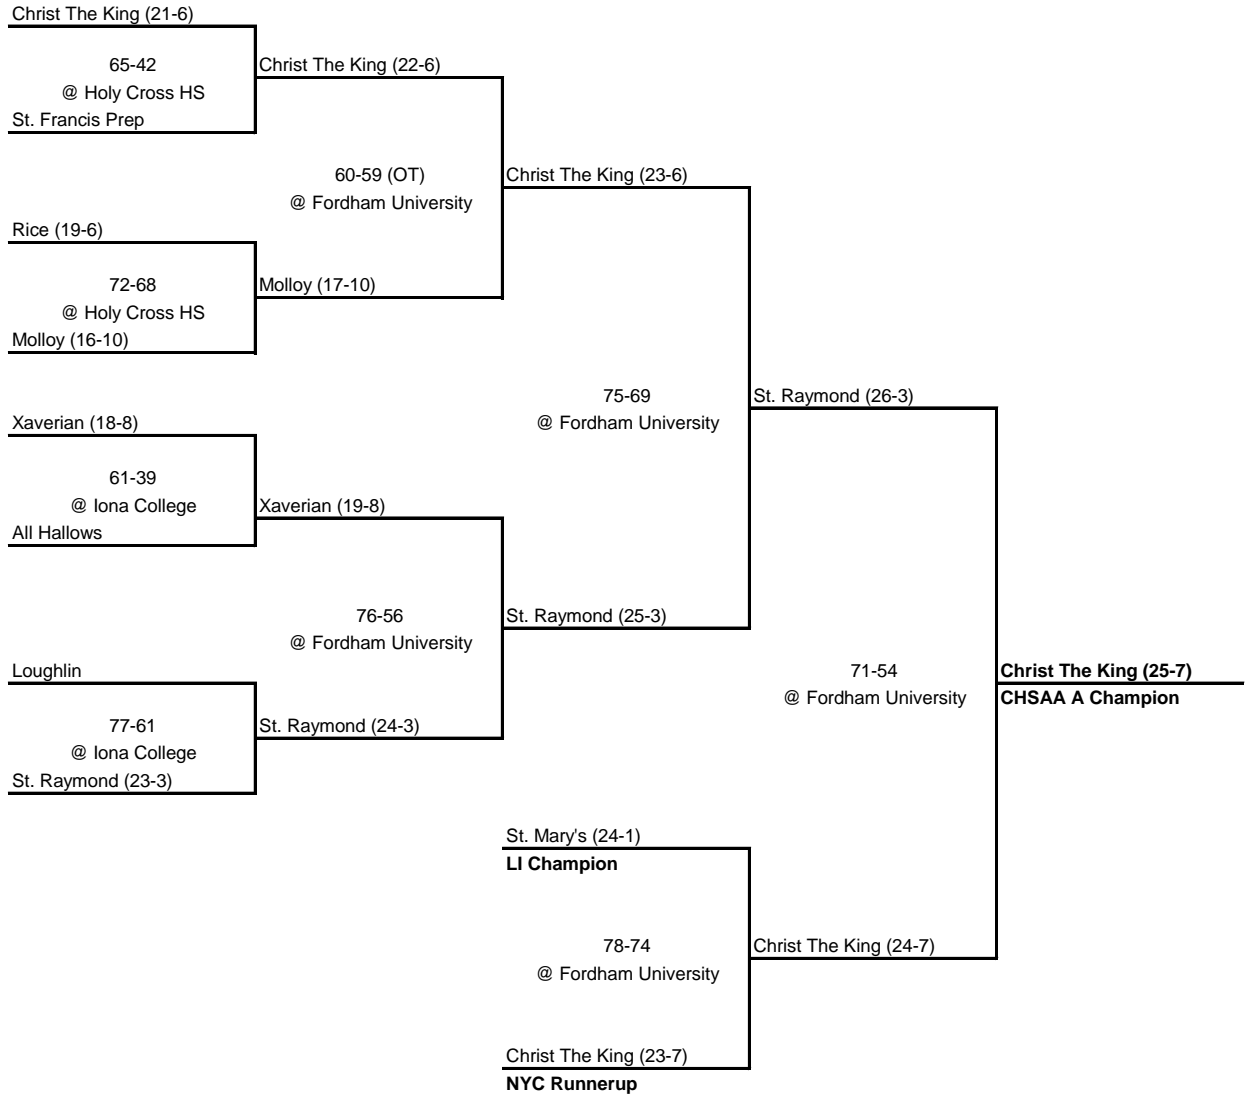 Christ The King (21-6)
65-42
@ Holy Cross HS
St. Francis Prep
Christ The King (22-6)
60-59 (OT)
@ Fordham University
Christ The King (23-6)
Rice (19-6)
72-68
@ Holy Cross HS
Molloy (16-10)
Molloy (17-10)
75-69
@ Fordham University
St. Raymond (26-3)
Xaverian (18-8)
61-39
@ Iona College
All Hallows
Xaverian (19-8)
76-56
@ Fordham University
St. Raymond (25-3)
Loughlin
77-61
@ Iona College
St. Raymond (23-3)
St. Raymond (24-3)
71-54
@ Fordham University
Christ The King (25-7)
CHSAA A Champion
St. Mary's (24-1)
LI Champion
78-74
@ Fordham University
Christ The King (24-7)
Christ The King (23-7)
NYC Runnerup